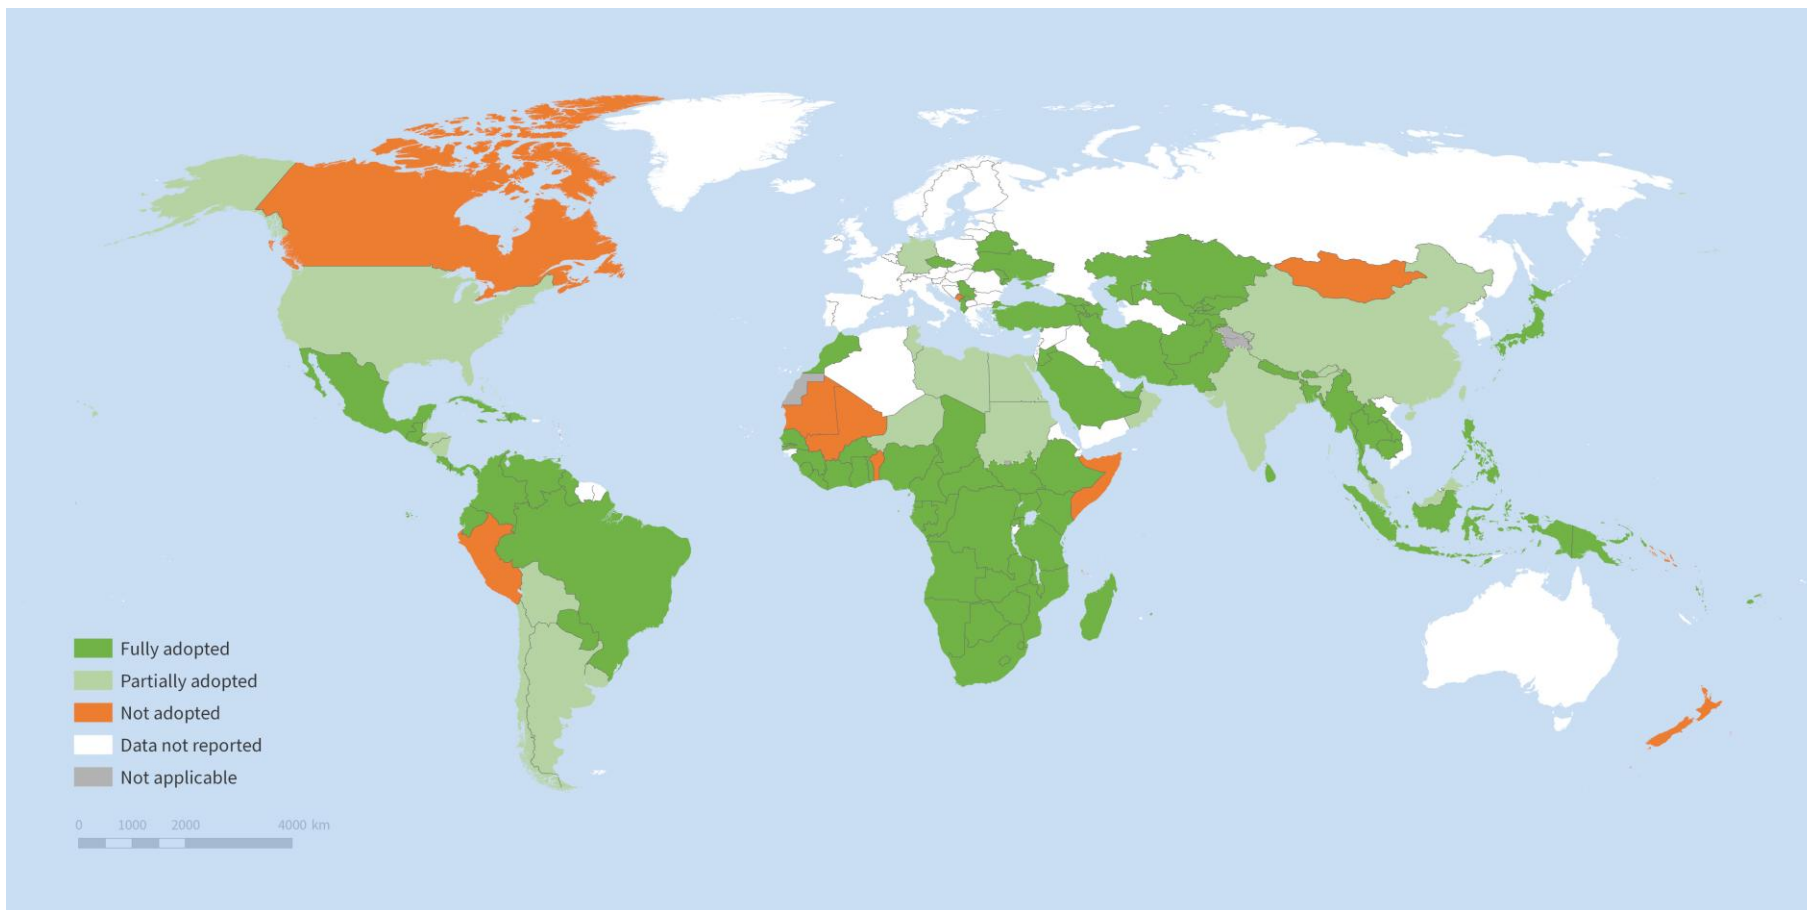 Fully adopted
Partially adopted
Not adopted
Data not reported
Not applicable
0 1000 2000 4000 km